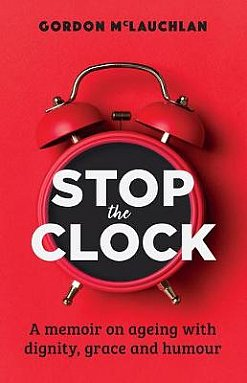 GORDON McLAUCHLAN
STOP
the
CLOCK
A memoir on ageing with
dignity, grace and humour